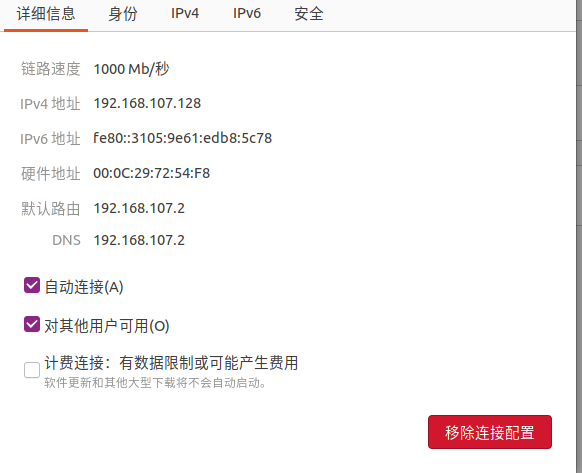 详细信息 身份 IPv4 IPv6 安全
链路速度 1000 Mb/秒
IPv4 地址 192.168.107.128
IPv6 地址 fe80::3105:9e61:edb8:5c78
硬件地址 00:0C:29:72:54:F8
默认路由 192.168.107.2
DNS 192.168.107.2
自动连接(A)
对其他用户可用(O)
计费连接：有数据限制或可能产生费用
软件更新和其他大型下载将不会自动启动。
移除连接配置